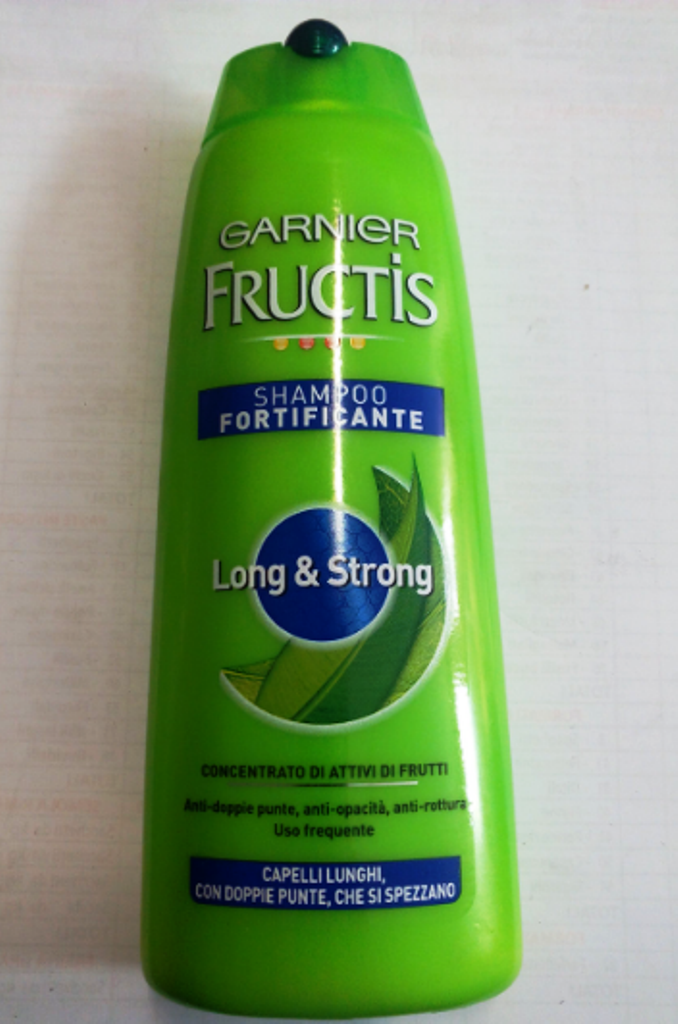 GARNIER
FRUCTIS
SHAMPOO
FORTIFICANTE
Long & Strong
CONCENTRATO DI ATTIVI DI FRUTTI
Anti-doppie punte, anti-opacità, anti-rottura
Uso frequente
CAPELLI LUNGHI,
CON DOPPIE PUNTE, CHE SI SPEZZANO